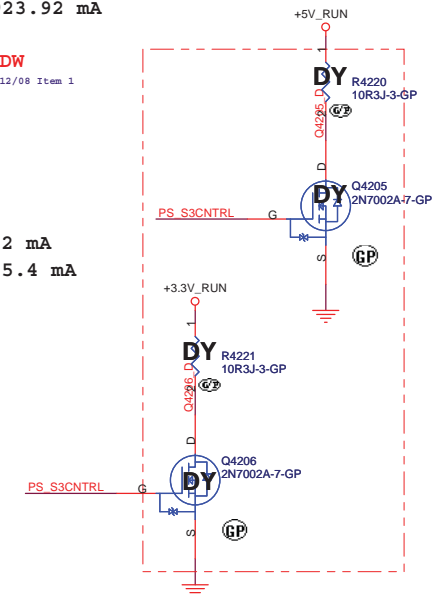 23.92 mA
+5V_RUN
DW
12/08 Item 1
1
DY
R4220
10R3J-3-GP
2
G/P
Q4205_D
D
DY
Q4205
2N7002A-7-GP
PS_S3CNTRL
G
S
GP
2 mA
5.4 mA
+3.3V_RUN
1
DY
R4221
10R3J-3-GP
2
G/P
Q4206_D
D
Q4206
2N7002A-7-GP
DY
PS_S3CNTRL
G
S
GP